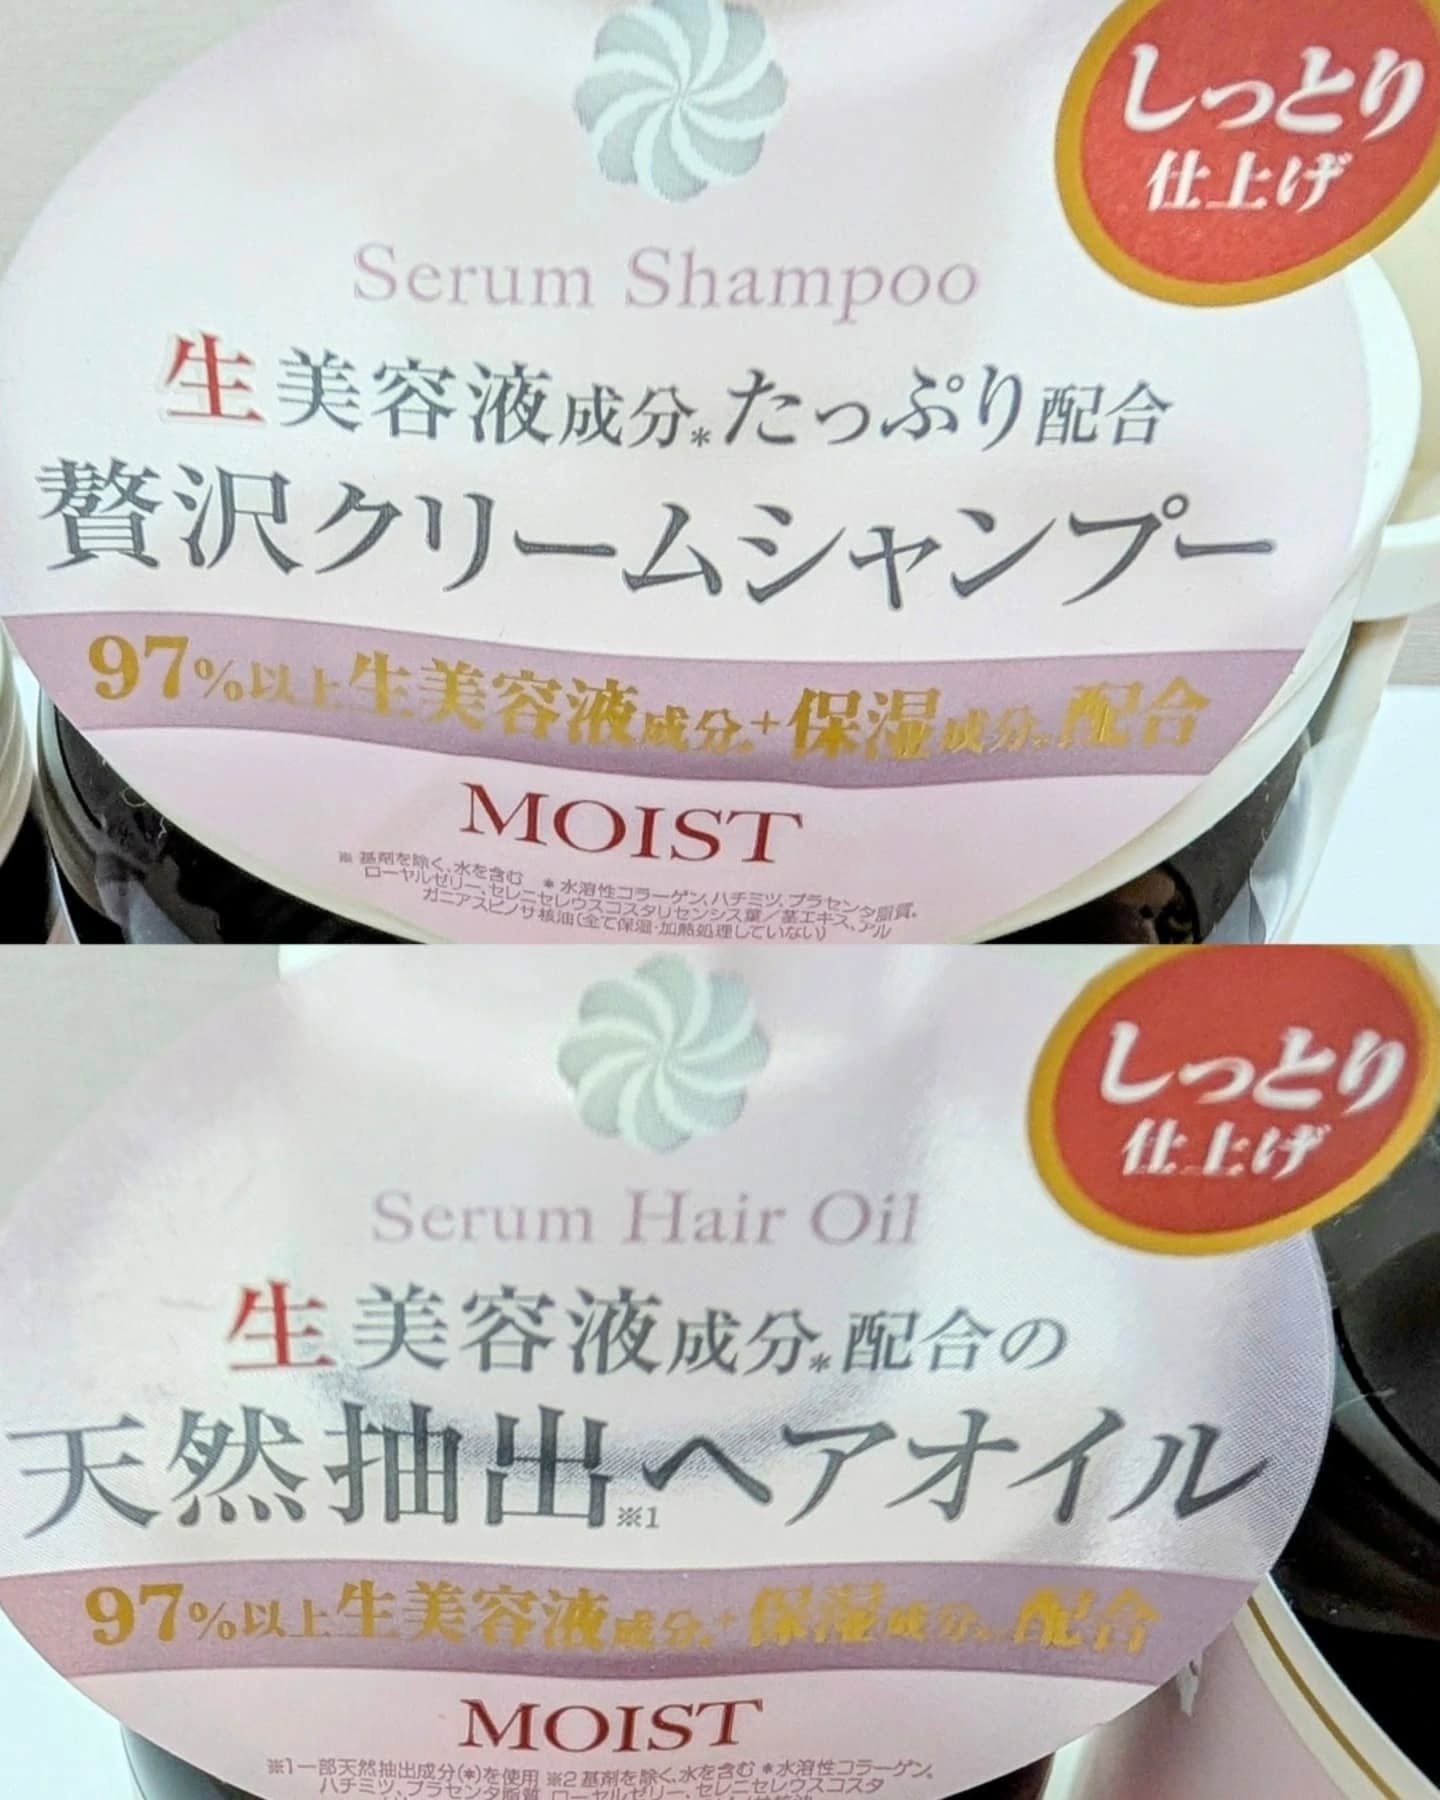 しっとり
仕上げ
Serum Shampoo
生美容液成分*たっぷり配合
贅沢クリームシャンプー
97%以上生美容液成分*+保湿成分※配合
MOIST
※ 基剤を除く、水を含む *水溶性コラーゲン、ハチミツ、プラセンタ脂質、
ローヤルゼリー、セレニセレウスコスタリセンシス葉/茎エキス、アル
ガニアスピノサ核油(全て保湿・加熱処理していない)
しっとり
仕上げ
Serum Hair Oil
生美容液成分*配合の
天然抽出※1ヘアオイル
97%以上生美容液成分*+保湿成分配合
MOIST
※1一部天然抽出成分(*)を使用 ※2基剤を除く、水を含む *水溶性コラーゲン、
ハチミツ、プラセンタ脂質、ローヤルゼリー、セレニセレウスコスタ